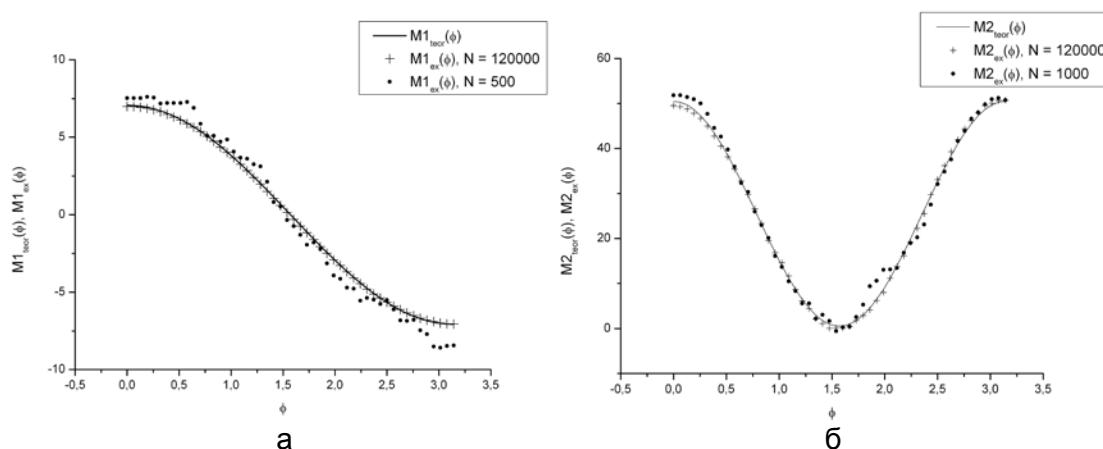 M1teor(ϕ)
M1ex(ϕ), N = 120000
M1ex(ϕ), N = 500
M1teor(ϕ), M1ex(ϕ)
10
5
0
-5
-10
-0,5 0,0 0,5 1,0 1,5 2,0 2,5 3,0 3,5
ϕ
а
M2teor(ϕ)
M2ex(ϕ), N = 120000
M2ex(ϕ), N = 1000
M2teor(ϕ), M2ex(ϕ)
60
40
20
0
-0,5 0,0 0,5 1,0 1,5 2,0 2,5 3,0 3,5
ϕ
б